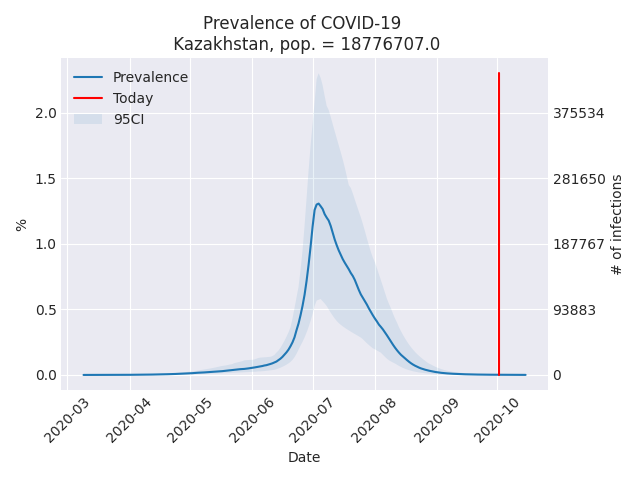 Prevalence of COVID-19
Kazakhstan, pop. = 18776707.0
Prevalence
Today
95CI
2.0
1.5
1.0
0.5
0.0
%
375534
281650
187767
93883
0
# of infections
2020-03
2020-04
2020-05
2020-06
2020-07
2020-08
2020-09
2020-10
Date